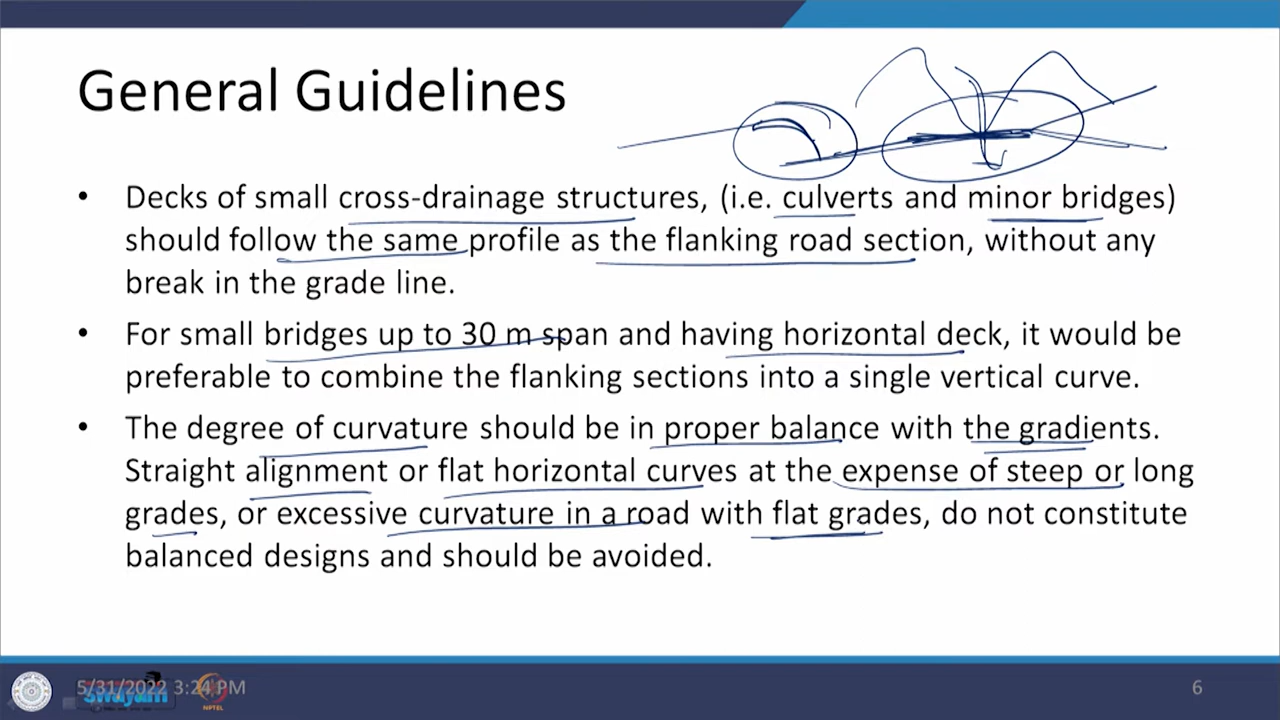 General Guidelines
• Decks of small cross-drainage structures, (i.e. culverts and minor bridges)
should follow the same profile as the flanking road section, without any
break in the grade line.
• For small bridges up to 30 m span and having horizontal deck, it would be
preferable to combine the flanking sections into a single vertical curve.
• The degree of curvature should be in proper balance with the gradients.
Straight alignment or flat horizontal curves at the expense of steep or long
grades, or excessive curvature in a road with flat grades, do not constitute
balanced designs and should be avoided.
5/31/2022 3:24 PM
swayam
NPTEL
6